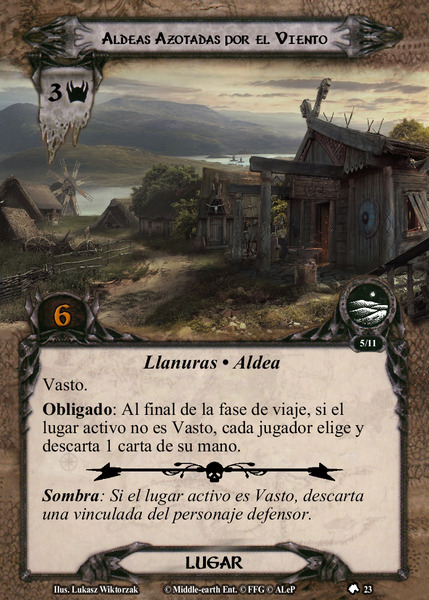 Aldeas Azotadas por el Viento
3
6
5/11
Llanuras • Aldea
Vasto.
Obligado: Al final de la fase de viaje, si el
lugar activo no es Vasto, cada jugador elige y
descarta 1 carta de su mano.
Sombra: Si el lugar activo es Vasto, descarta
una vinculada del personaje defensor.
LUGAR
Ilus. Lukasz Wiktorzak © Middle-earth Ent. © FFG © ALeP 23